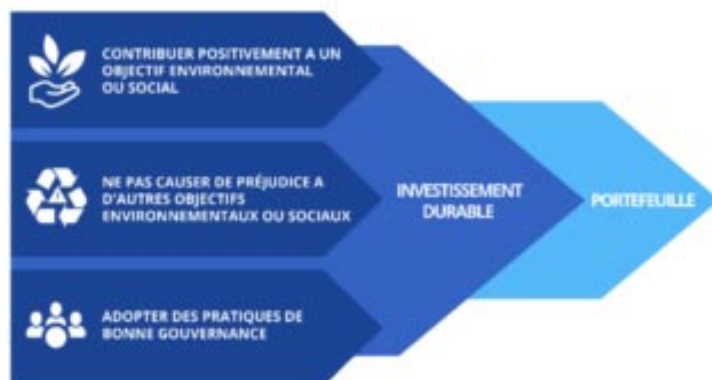 CONTRIBUER POSITIVEMENT A UN
OBJECTIF ENVIRONNEMENTAL
OU SOCIAL
NE PAS CAUSER DE PRÉJUDICE A
D'AUTRES OBJECTIFS
ENVIRONNEMENTAUX OU SOCIAUX
ADOPTER DES PRATIQUES DE
BONNE GOUVERNANCE
INVESTISSEMENT
DURABLE
PORTEFEUILLE